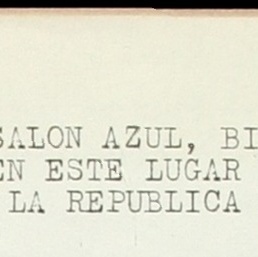 SALON AZUL, BI
EN ESTE LUGAR
LA REPUBLICA